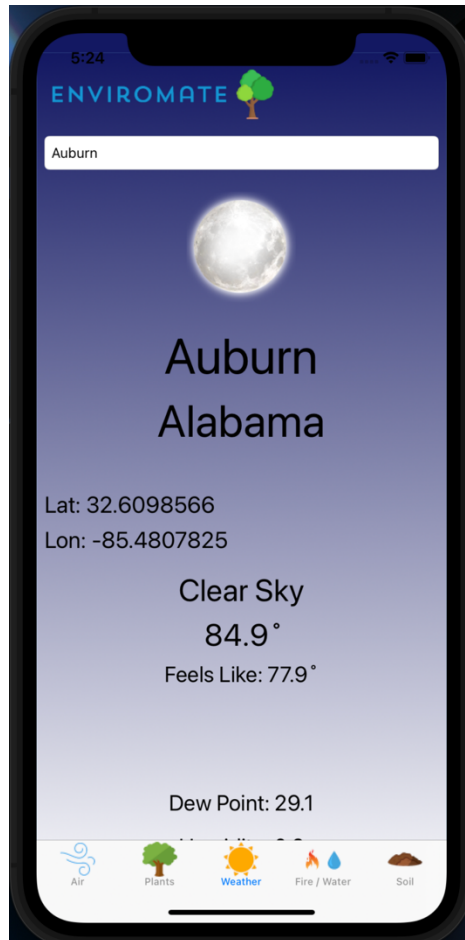 5:24
ENVIROMATE
Auburn
Auburn
Alabama
Lat: 32.6098566
Lon: -85.4807825
Clear Sky
84.9°
Feels Like: 77.9°
Dew Point: 29.1
Air
Plants
Weather
Fire / Water
Soil